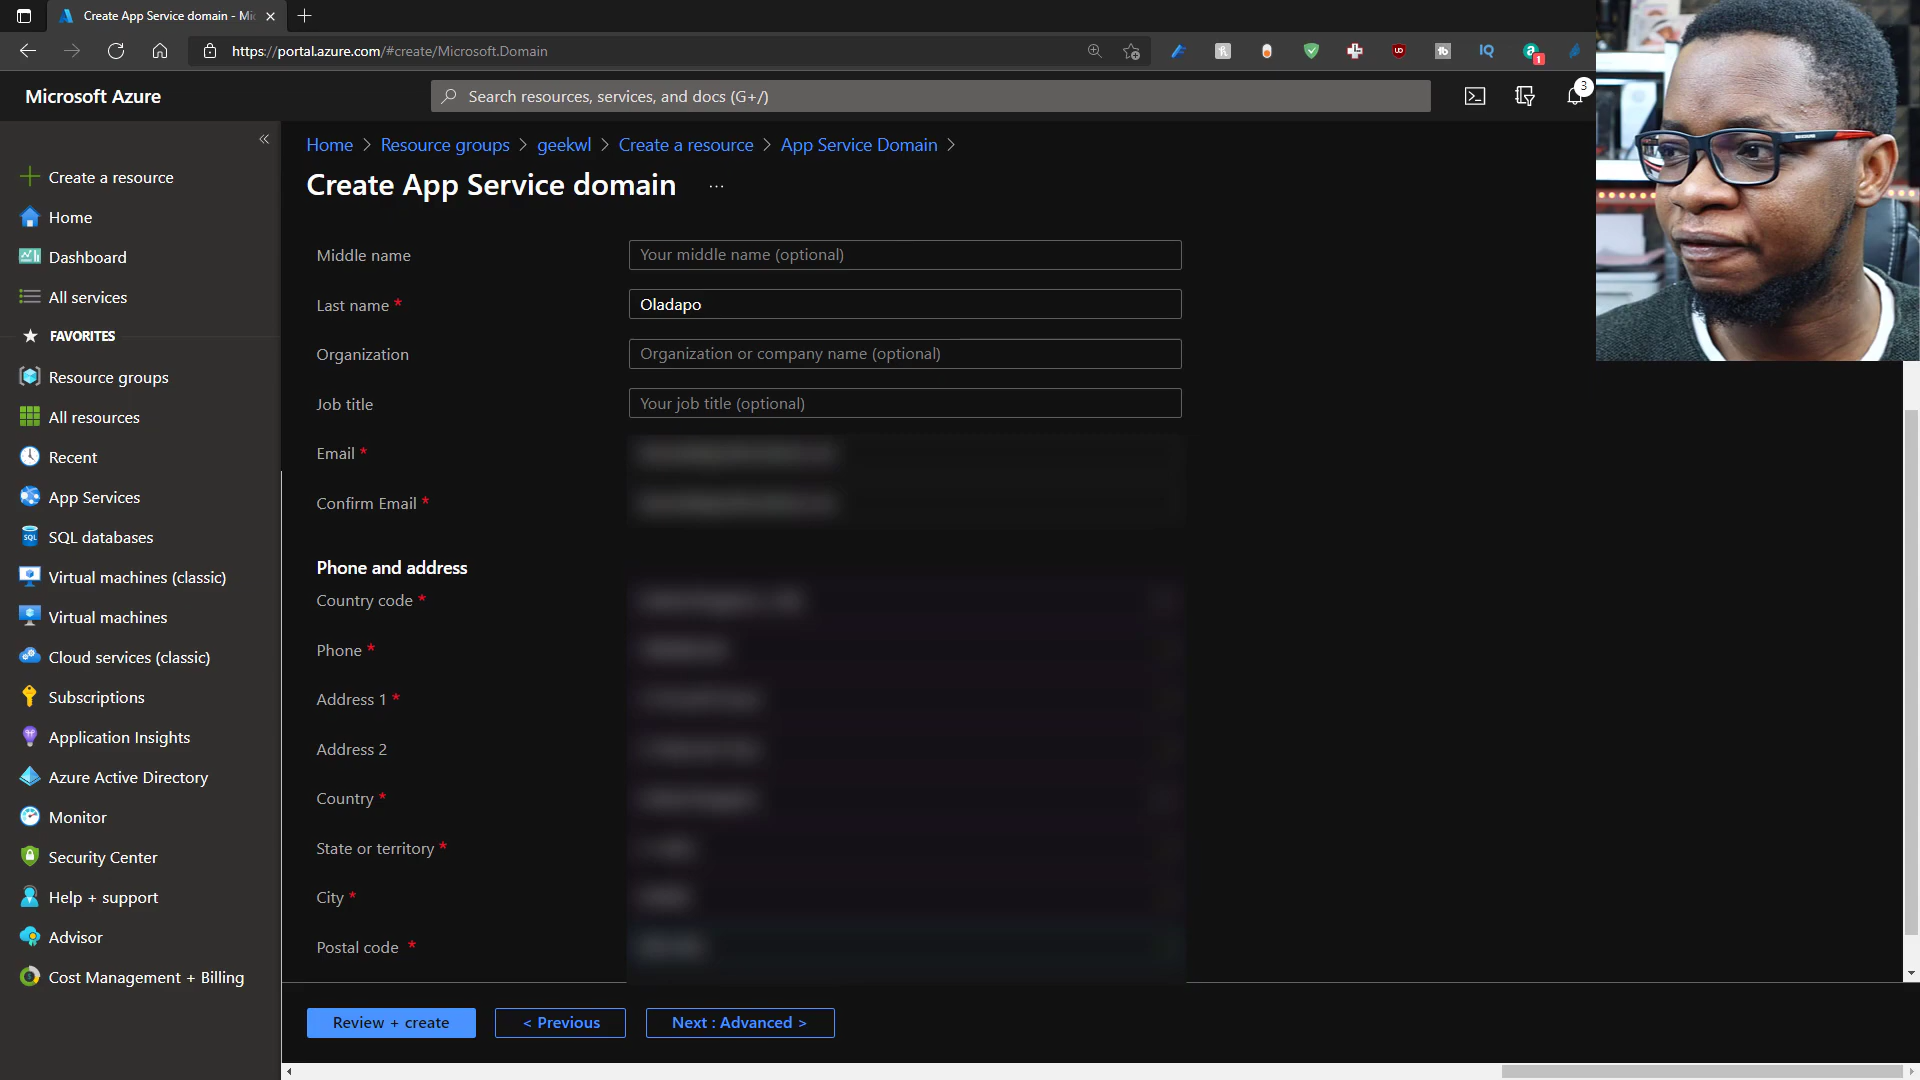 Create App Service domain - Mic
https://portal.azure.com/#create/Microsoft.Domain
Microsoft Azure
Search resources, services, and docs (G+/)
3
Home > Resource groups > geekwl > Create a resource > App Service Domain >
Create App Service domain ...
Create a resource
Home
Dashboard
All services
FAVORITES
Resource groups
All resources
Recent
App Services
SQL databases
Virtual machines (classic)
Virtual machines
Cloud services (classic)
Subscriptions
Application Insights
Azure Active Directory
Monitor
Security Center
Help + support
Advisor
Cost Management + Billing
Middle name
Your middle name (optional)
Last name *
Oladapo
Organization
Organization or company name (optional)
Job title
Your job title (optional)
Email *
Confirm Email *
Phone and address
Country code *
Phone *
Address 1 *
Address 2
Country *
State or territory *
City *
Postal code *
Review + create
< Previous
Next : Advanced >